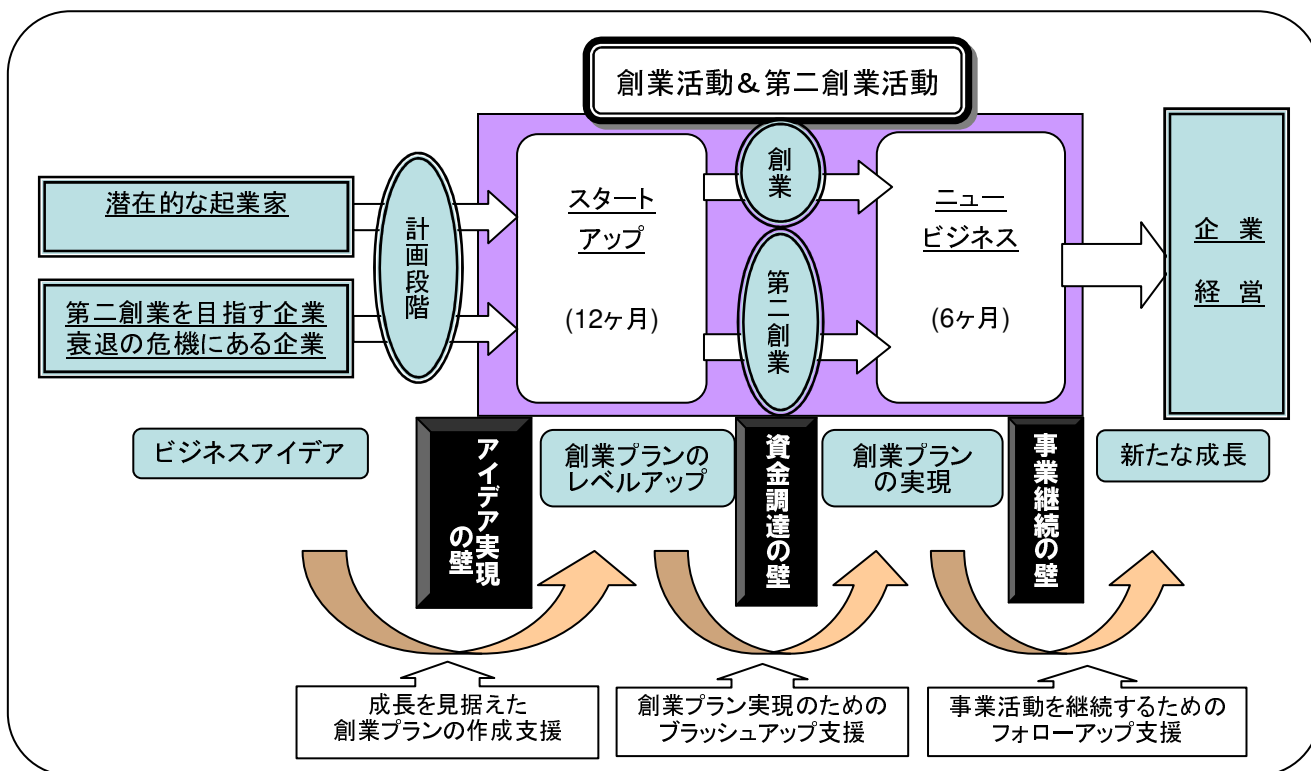 創業活動&第二創業活動
潜在的な起業家
第二創業を目指す企業
衰退の危機にある企業
計画段階
スタート
アップ
(12ヶ月)
創業
第二創業
ニュー
ビジネス
(6ヶ月)
企 業
経 営
ビジネスアイデア
アイデア実現
の壁
創業プランの
レベルアップ
資金調達の壁
創業プラン
の実現
事業継続の壁
新たな成長
成長を見据えた
創業プランの作成支援
創業プラン実現のための
ブラッシュアップ支援
事業活動を継続するための
フォローアップ支援